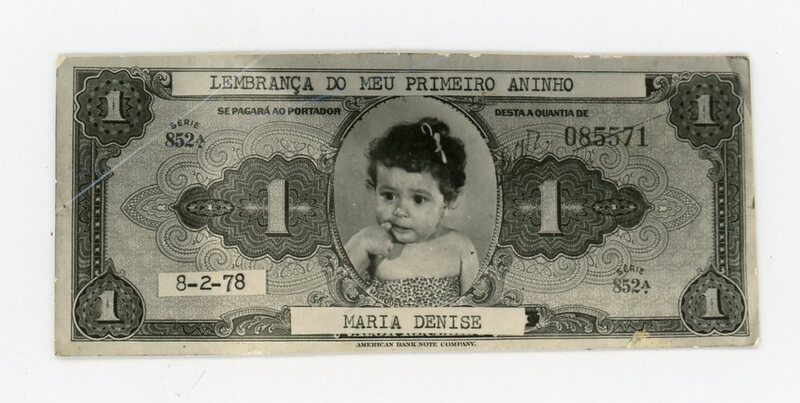 LEMBRANÇA DO MEU PRIMEIRO ANINHO
1 1
SE PAGARÁ AO PORTADOR DESTA A QUANTIA DE
SERIE
852A.
085571
1 1
8-2-78
SERIE
852A.
1 1
MARIA DENISE
AMERICAN BANK NOTE COMPANY.